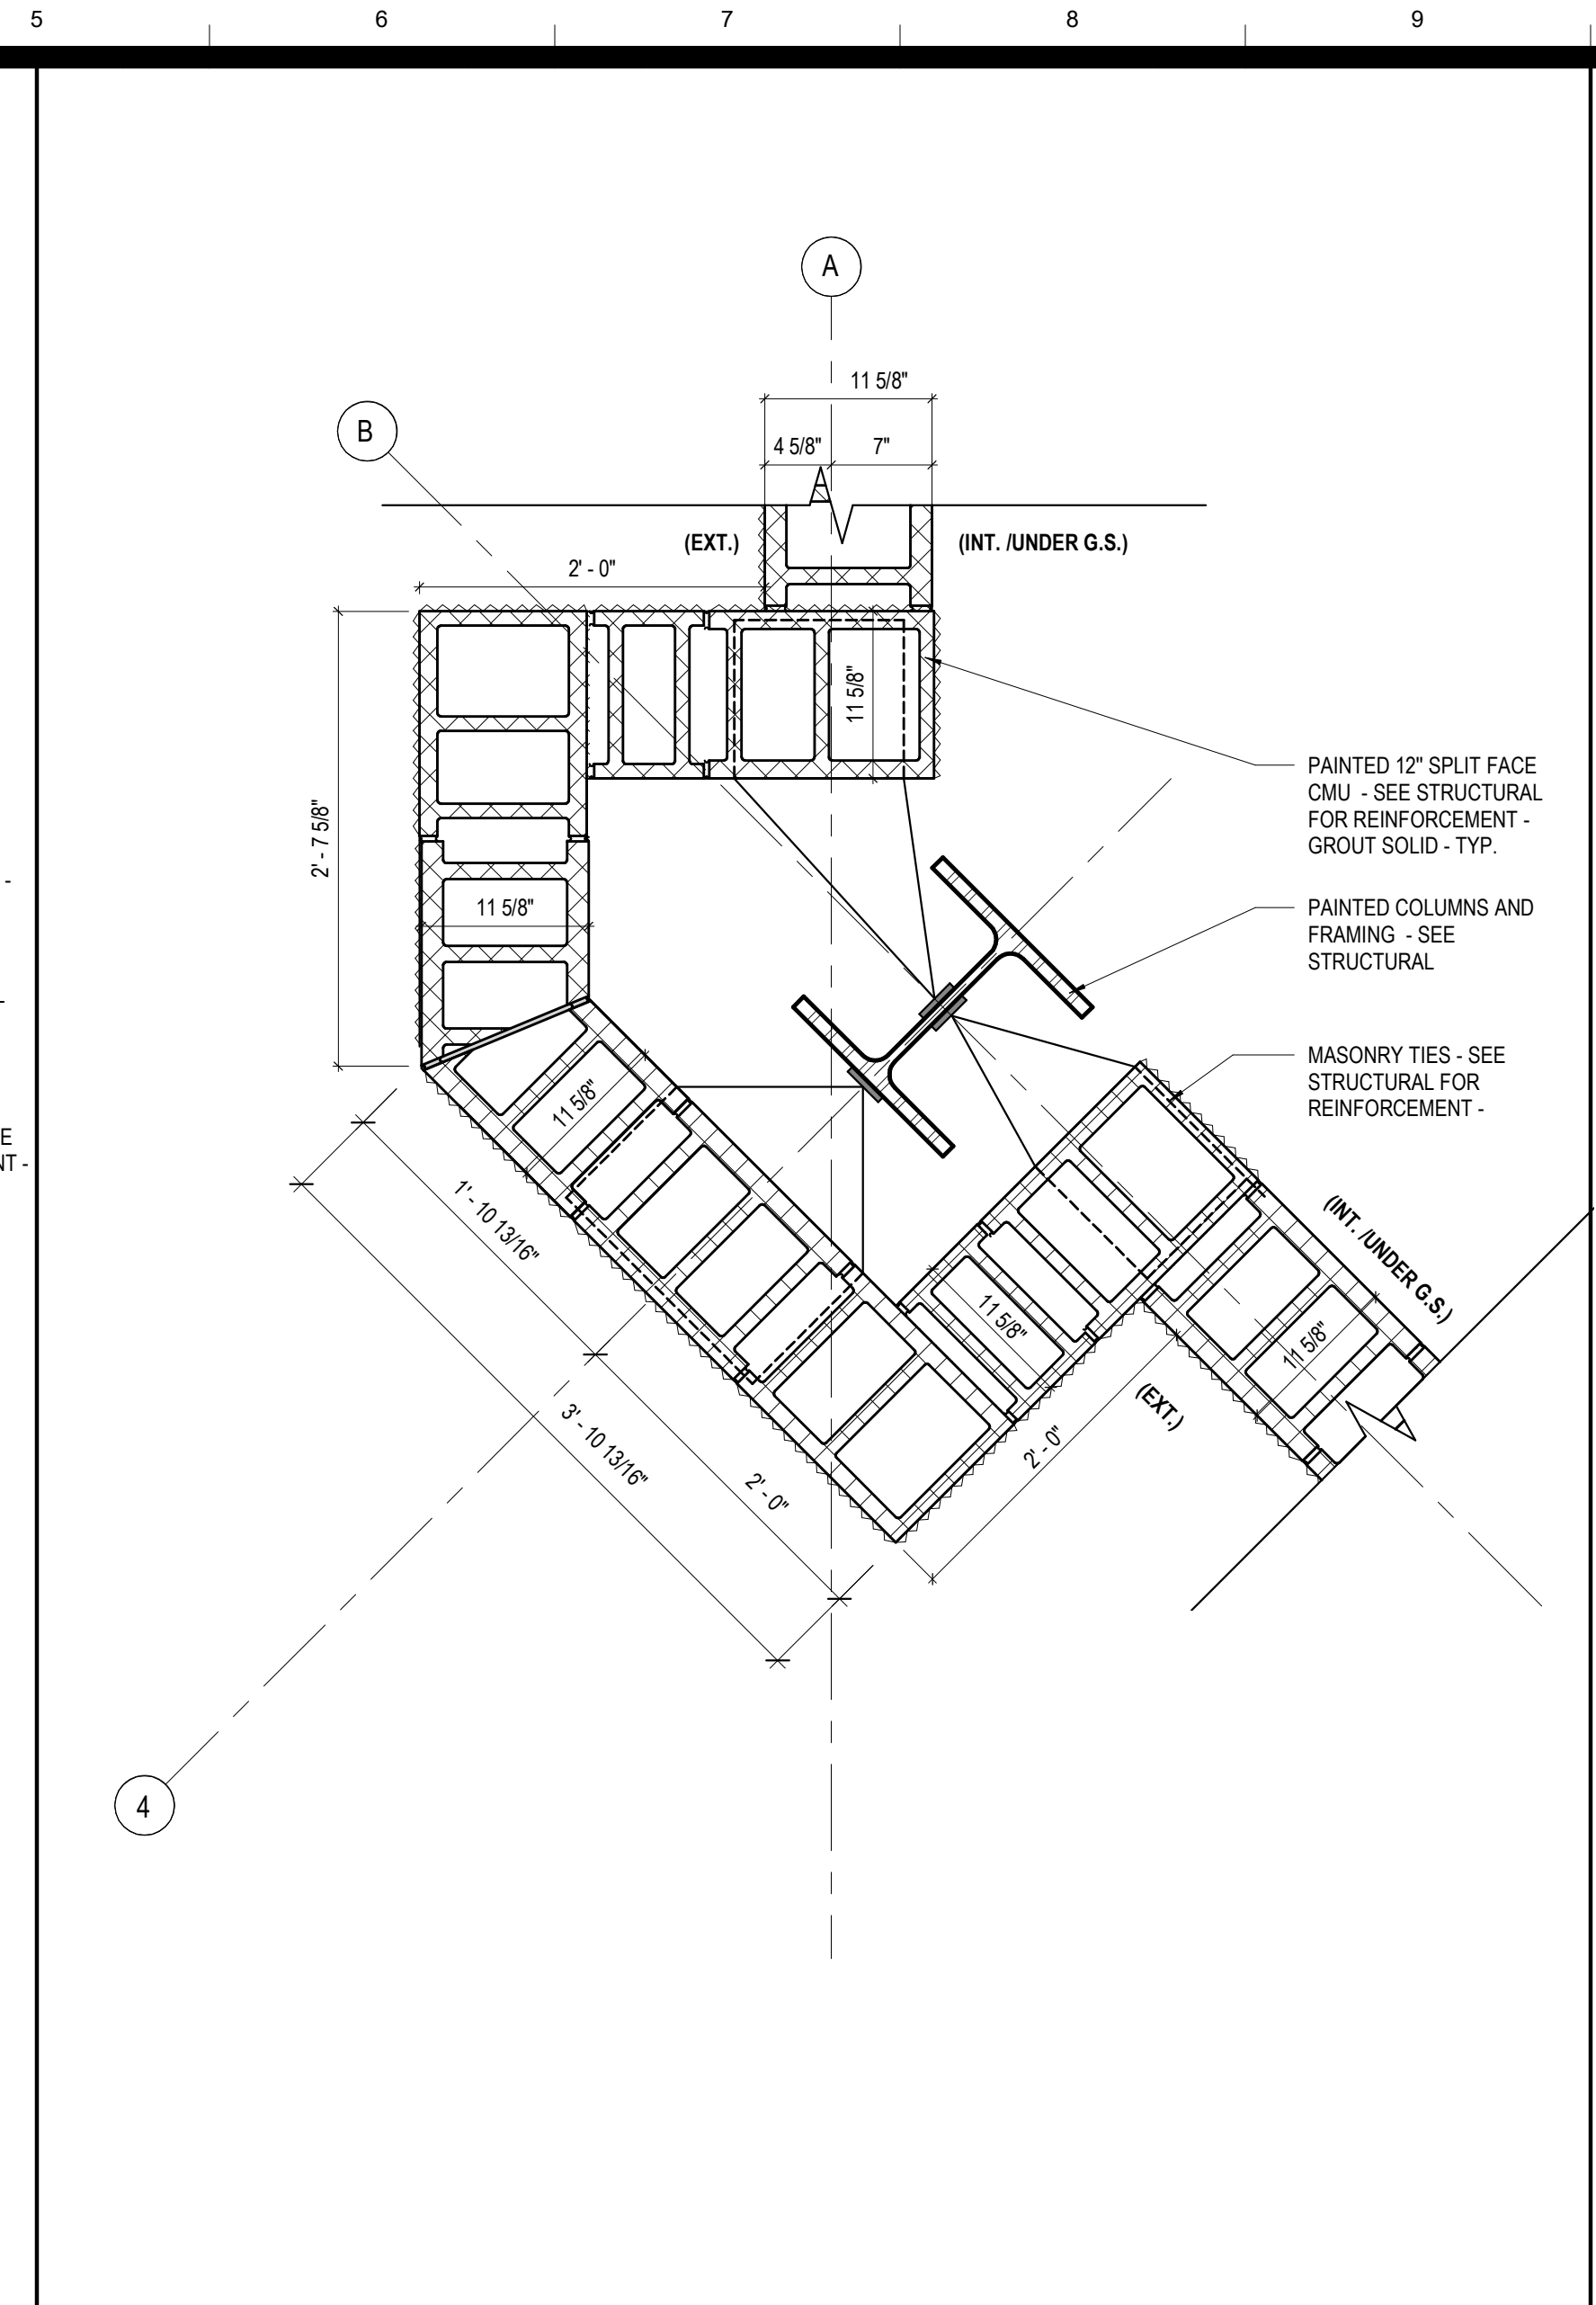 5 6 7 8 9
A
11 5/8"
B
4 5/8" 7"
(EXT.) (INT. /UNDER G.S.)
2' - 0"
11 5/8"
2' - 7 5/8"
PAINTED 12" SPLIT FACE
CMU - SEE STRUCTURAL
FOR REINFORCEMENT -
GROUT SOLID - TYP.
-
11 5/8"
PAINTED COLUMNS AND
FRAMING - SEE
STRUCTURAL
-
MASONRY TIES - SEE
STRUCTURAL FOR
REINFORCEMENT -
11 5/8"
E
NT -
1' - 10 13/16"
(INT. /UNDER G.S.)
11 5/8"
11 5/8"
(EXT.)
3' - 10 13/16"
2' - 0"
2' - 0"
4